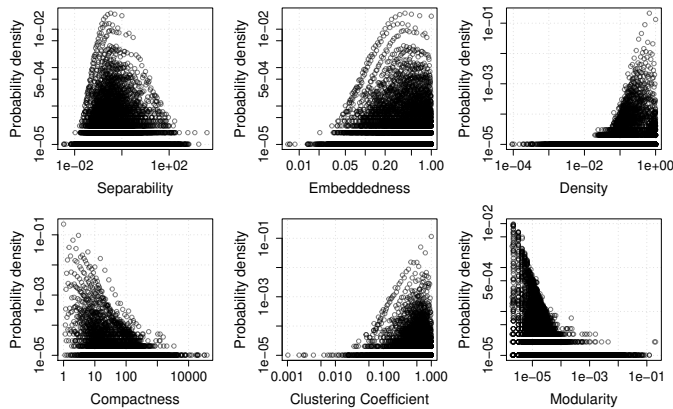 Probability density
1e−05 5e−04 1e−02
1e−02 1e+02
Separability
Probability density
1e−05 5e−04 1e−02
0.01 0.05 0.20 1.00
Embeddedness
Probability density
1e−05 1e−03 1e−01
1e−04 1e−02 1e+00
Density
Probability density
1e−05 1e−03 1e−01
1 10 100 10000
Compactness
Probability density
1e−05 1e−03 1e−01
0.001 0.010 0.100 1.000
Clustering Coefficient
Probability density
1e−05 5e−04 1e−02
1e−05 1e−03 1e−01
Modularity